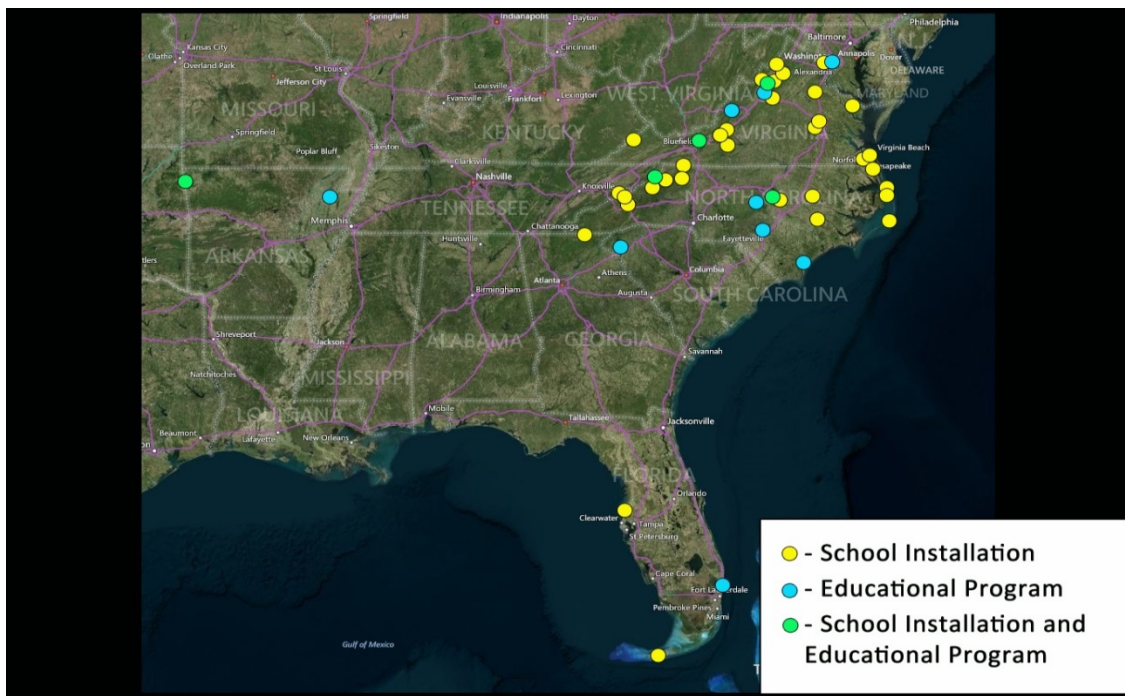 Springfield
Indianapolis
Dayton
Philadelphia
Kansas City
Olathe
Overland Park
St Louis
Cincinnati
Baltimore
Washington
Annapolis
Dover
Alexandria
DELAWARE
Jefferson City
MISSOURI
Louisville
Frankfort
Lexington
Evansville
WEST VIRGINIA
MARYLAND
Springfield
KENTUCKY
Bluefield
VIRGINIA
Poplar Bluff
Sikeston
Clarksville
Virginia Beach
Norfolk
esapeake
Nashville
Knoxville
NORTH CAROLINA
TENNESSEE
Memphis
Charlotte
Chattanooga
Fayetteville
Huntsville
tlers
ARKANSAS
Athens
Columbia
Atlanta
Birmingham
Augusta
SOUTH CAROLINA
Shreveport
Jackson
ALABAMA
GEORGIA
Savannah
Natchitoches
MISSISSIPPI
LOUISIANA
Mobile
Tallahassee
Jacksonville
Beaumont
Lafayette
New Orleans
on
FLORIDA
Orlando
Clearwater
Tampa
St Petersburg
Cape Coral
Fort La erdale
Pembroke Pines
Miami
Gulf of Mexico
T
- School Installation
- Educational Program
- School Installation and
Educational Program